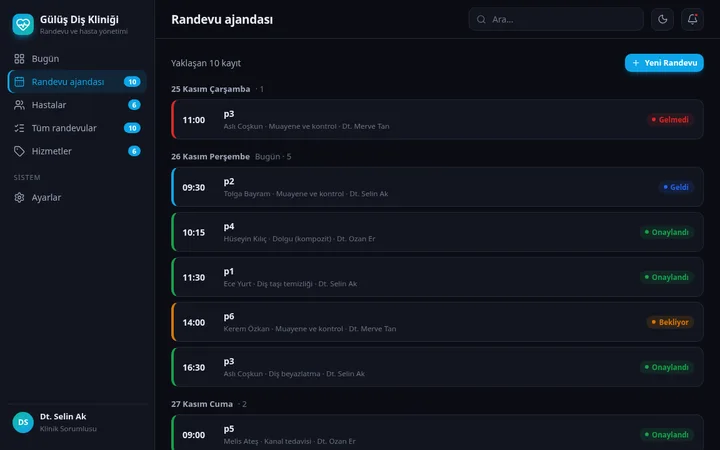 Gülüş Diş Kliniği
Randevu ve hasta yönetimi
Bugün
Randevu ajandası 10
Hastalar 6
Tüm randevular 10
Hizmetler 6
SİSTEM
Ayarlar
DS
Dt. Selin Ak
Klinik Sorumlusu
Randevu ajandası
Ara...
Yaklaşan 10 kayıt
+ Yeni Randevu
25 Kasım Çarşamba · 1
11:00 p3 Gelmedi
Aslı Coşkun · Muayene ve kontrol · Dt. Merve Tan
26 Kasım Perşembe Bugün · 5
09:30 p2 Geldi
Tolga Bayram · Muayene ve kontrol · Dt. Selin Ak
10:15 p4 Onaylandı
Hüseyin Kılıç · Dolgu (kompozit) · Dt. Ozan Er
11:30 p1 Onaylandı
Ece Yurt · Diş taşı temizliği · Dt. Selin Ak
14:00 p6 Bekliyor
Kerem Özkan · Muayene ve kontrol · Dt. Merve Tan
16:30 p3 Onaylandı
Aslı Coşkun · Diş beyazlatma · Dt. Selin Ak
27 Kasım Cuma · 2
09:00 p5 Onaylandı
Melis Ateş · Kanal tedavisi · Dt. Ozan Er